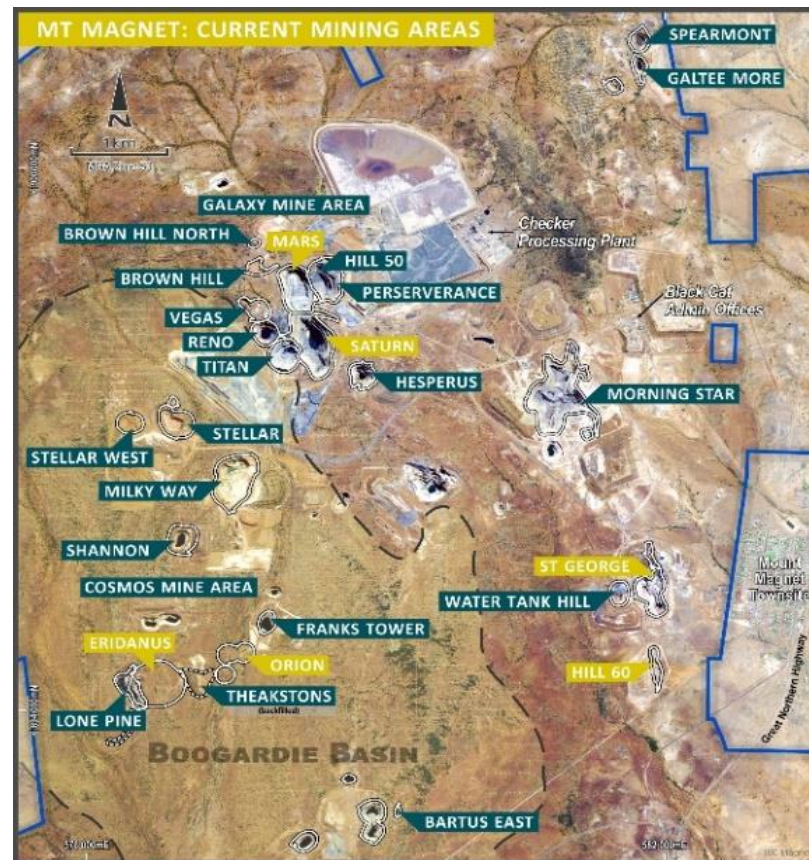 MT MAGNET: CURRENT MINING AREAS
SPEARMONT
GALTEE MORE
N
1km
GALAXY MINE AREA
Checker
Processing Plant
BROWN HILL NORTH
MARS
HILL 50
BROWN HILL
PERSERVERANCE
Black Cat
Admin Offices
VEGAS
RENO
SATURN
TITAN
HESPERUS
MORNING STAR
STELLAR
STELLAR WEST
MILKY WAY
SHANNON
ST GEORGE
Mount
Magnet
Townsite
COSMOS MINE AREA
WATER TANK HILL
FRANKS TOWER
ERIDANUS
ORION
HILL 60
THEAKSTONS
(backfilled)
LONE PINE
Great Northern Highway
BOOGARDIE BASIN
BARTUS EAST
582,000mE